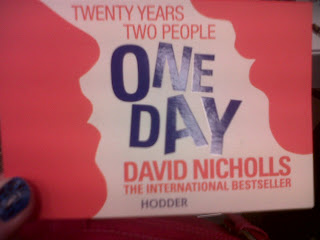 TWENTY YEARS
TWO PEOPLE
ONE
DAY
DAVID NICHOLLS
THE INTERNATIONAL BESTSELLER
HODDER